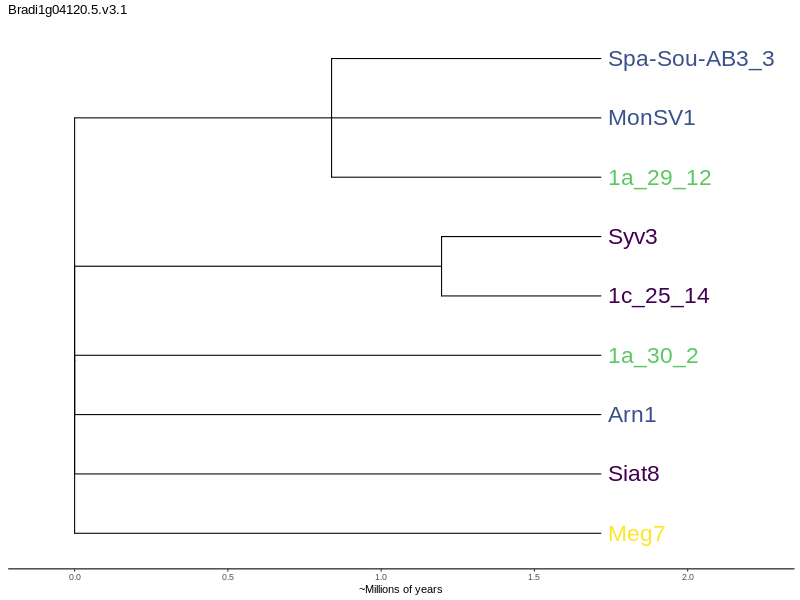 Bradi1g04120.5.v3.1
Spa-Sou-AB3_3
MonSV1
1a_29_12
Syv3
1c_25_14
1a_30_2
Arn1
Siat8
Meg7
0.0 0.5 1.0 1.5 2.0
~Millions of years